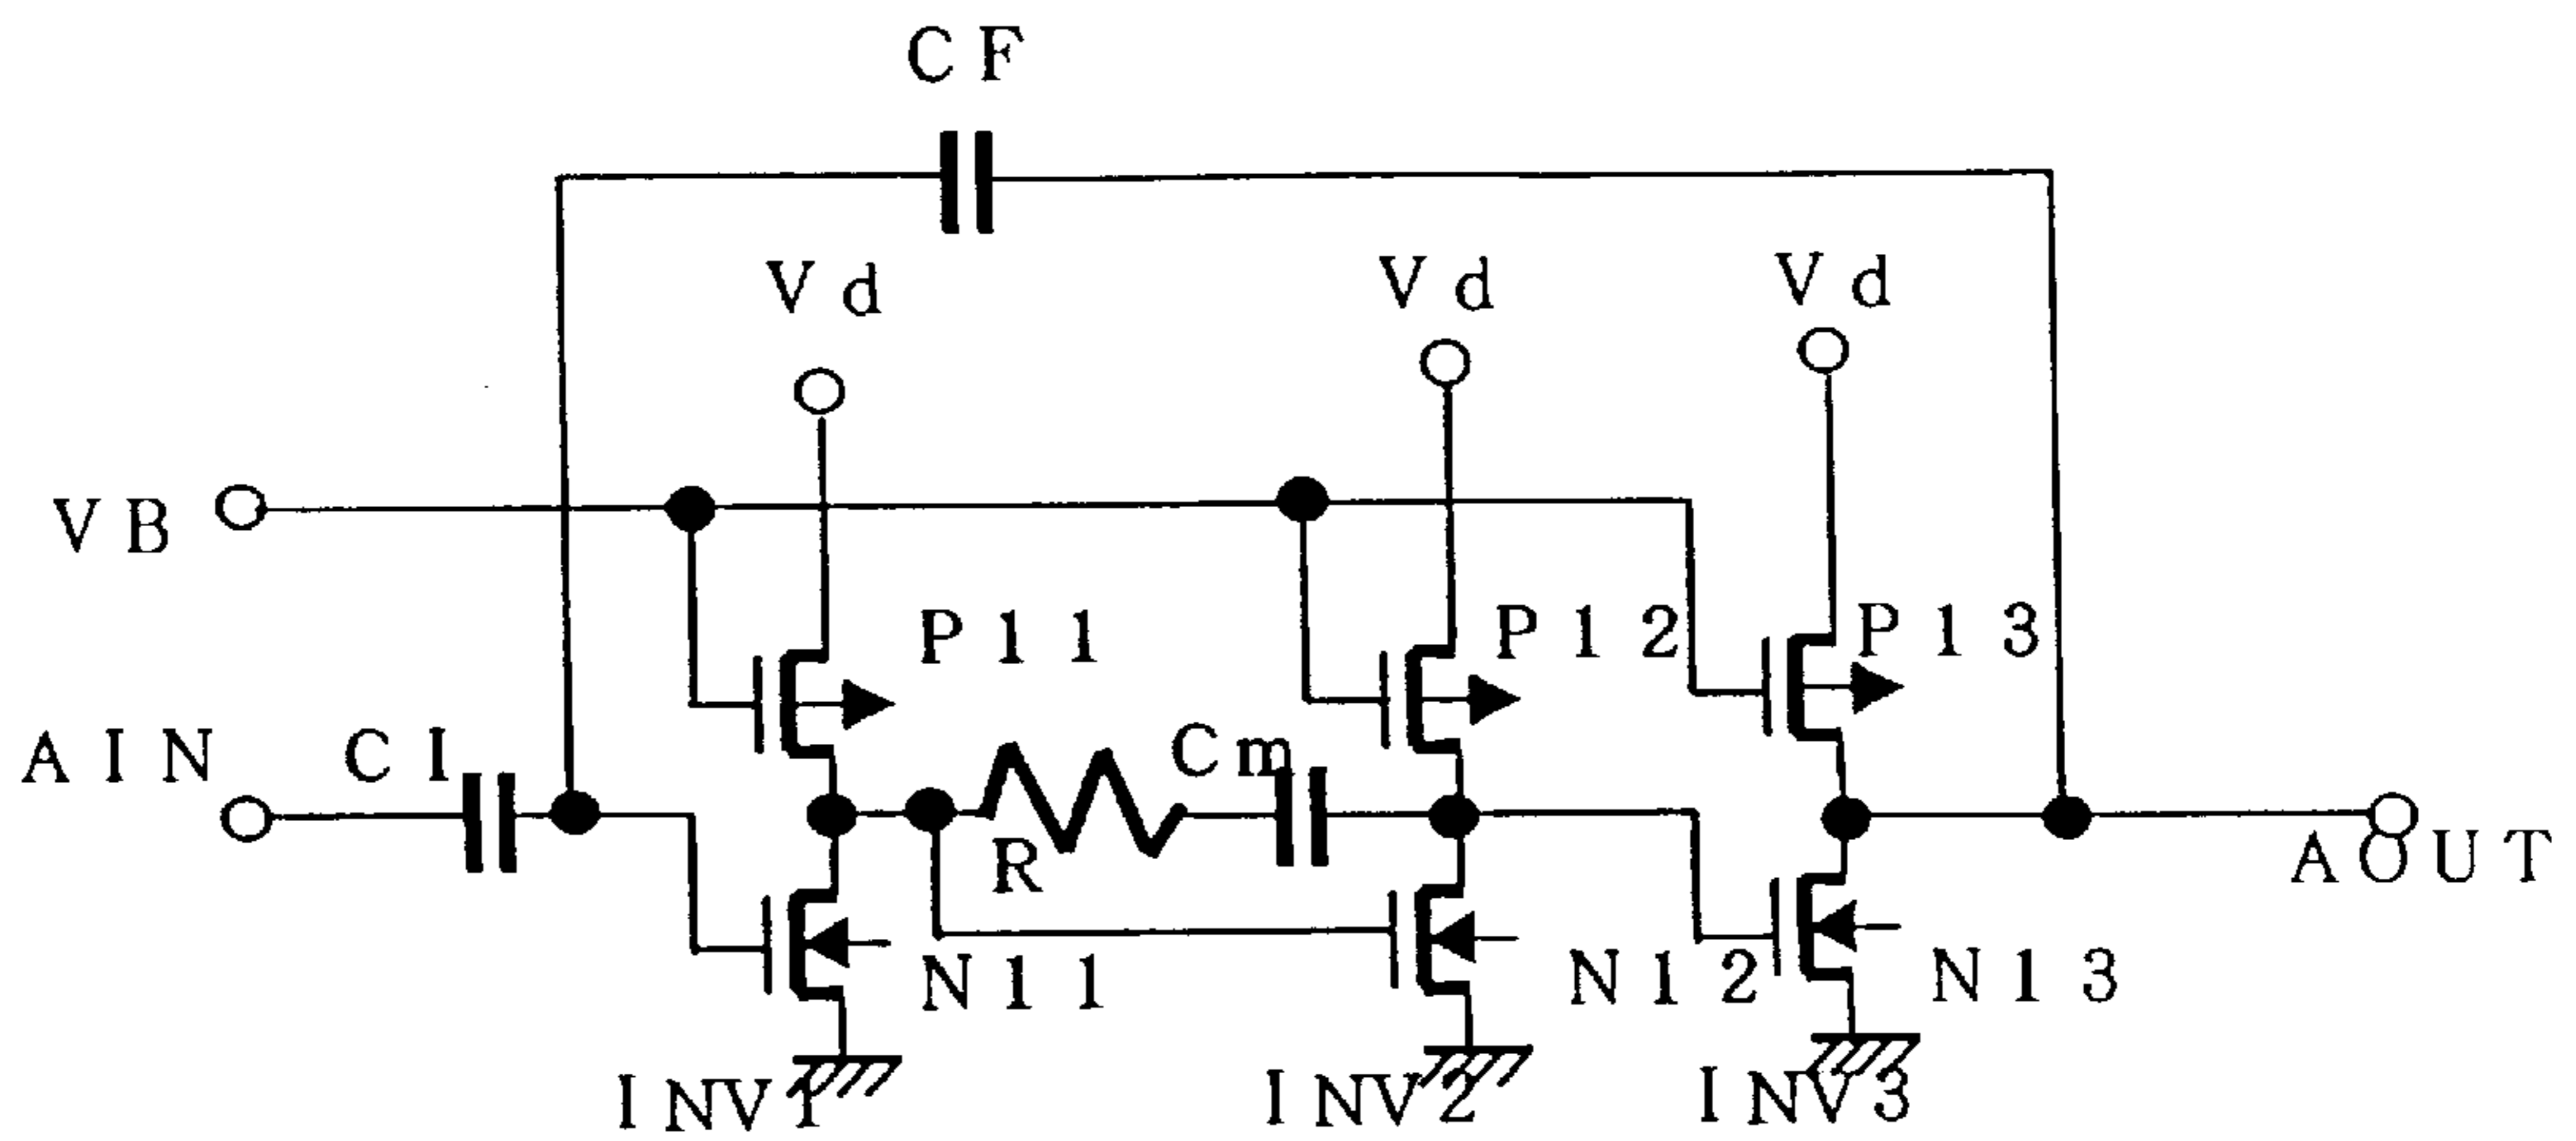 CF
Vd
Vd
Vd
VB
P11
P12
P13
AIN
CI
Cm
R
AOUT
N11
N12
N13
INV1
INV2
INV3